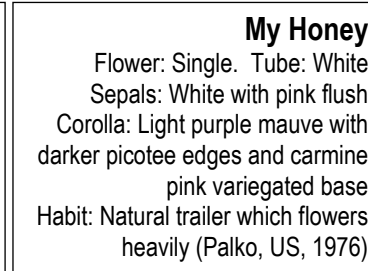 My Honey
Flower: Single.  Tube: White
Sepals: White with pink flush
Corolla: Light purple mauve with
darker picotee edges and carmine
pink variegated base
Habit: Natural trailer which flowers
heavily (Palko, US, 1976)